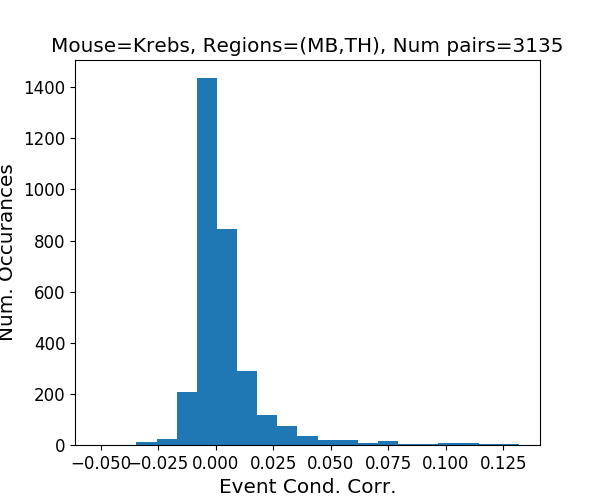 Mouse=Krebs, Regions=(MB,TH), Num pairs=3135
1400
1200
1000
800
600
400
200
0
Num. Occurances
−0.050 −0.025 0.000 0.025 0.050 0.075 0.100 0.125
Event Cond. Corr.